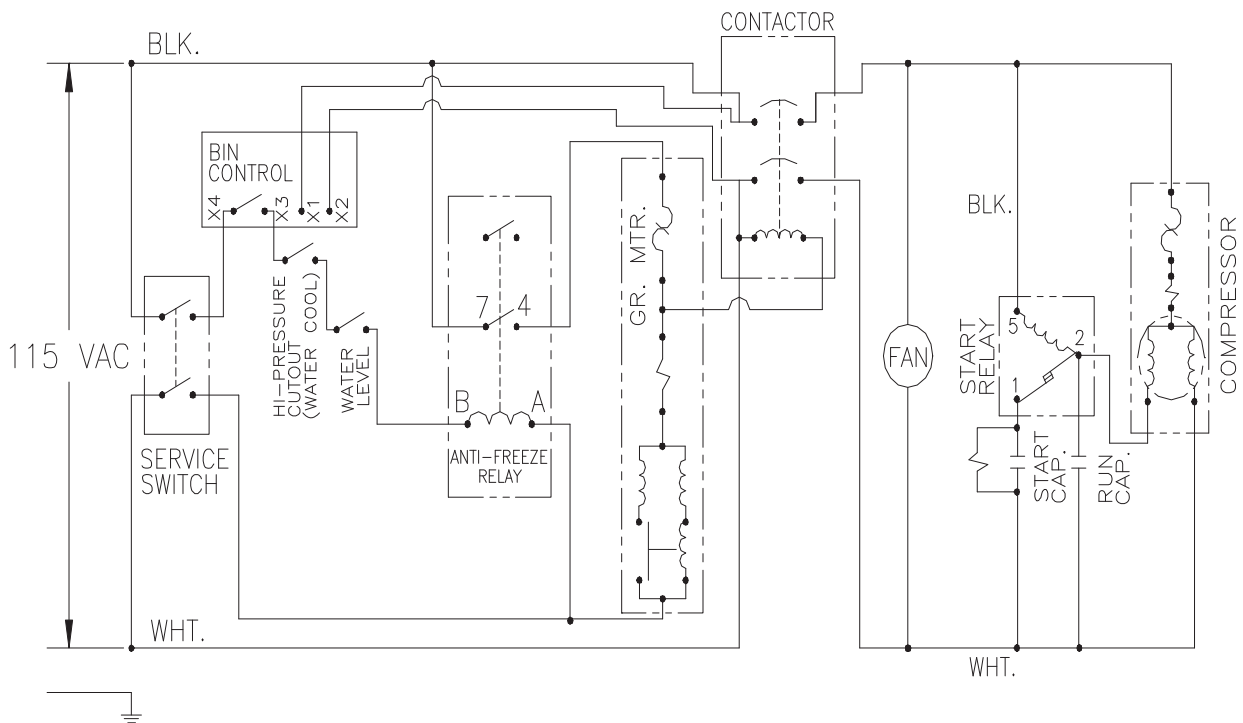 CONTACTOR
BLK.
BIN
CONTROL
X4
X3
X1
X2
BLK.
GR. MTR.
7 4
HI-PRESSURE
CUTOUT
(WATER COOL)
WATER
LEVEL
115 VAC
FAN
START
RELAY
5
2
1
COMPRESSOR
B A
ANTI-FREEZE
RELAY
SERVICE
SWITCH
START
CAP.
RUN
CAP.
WHT.
WHT.